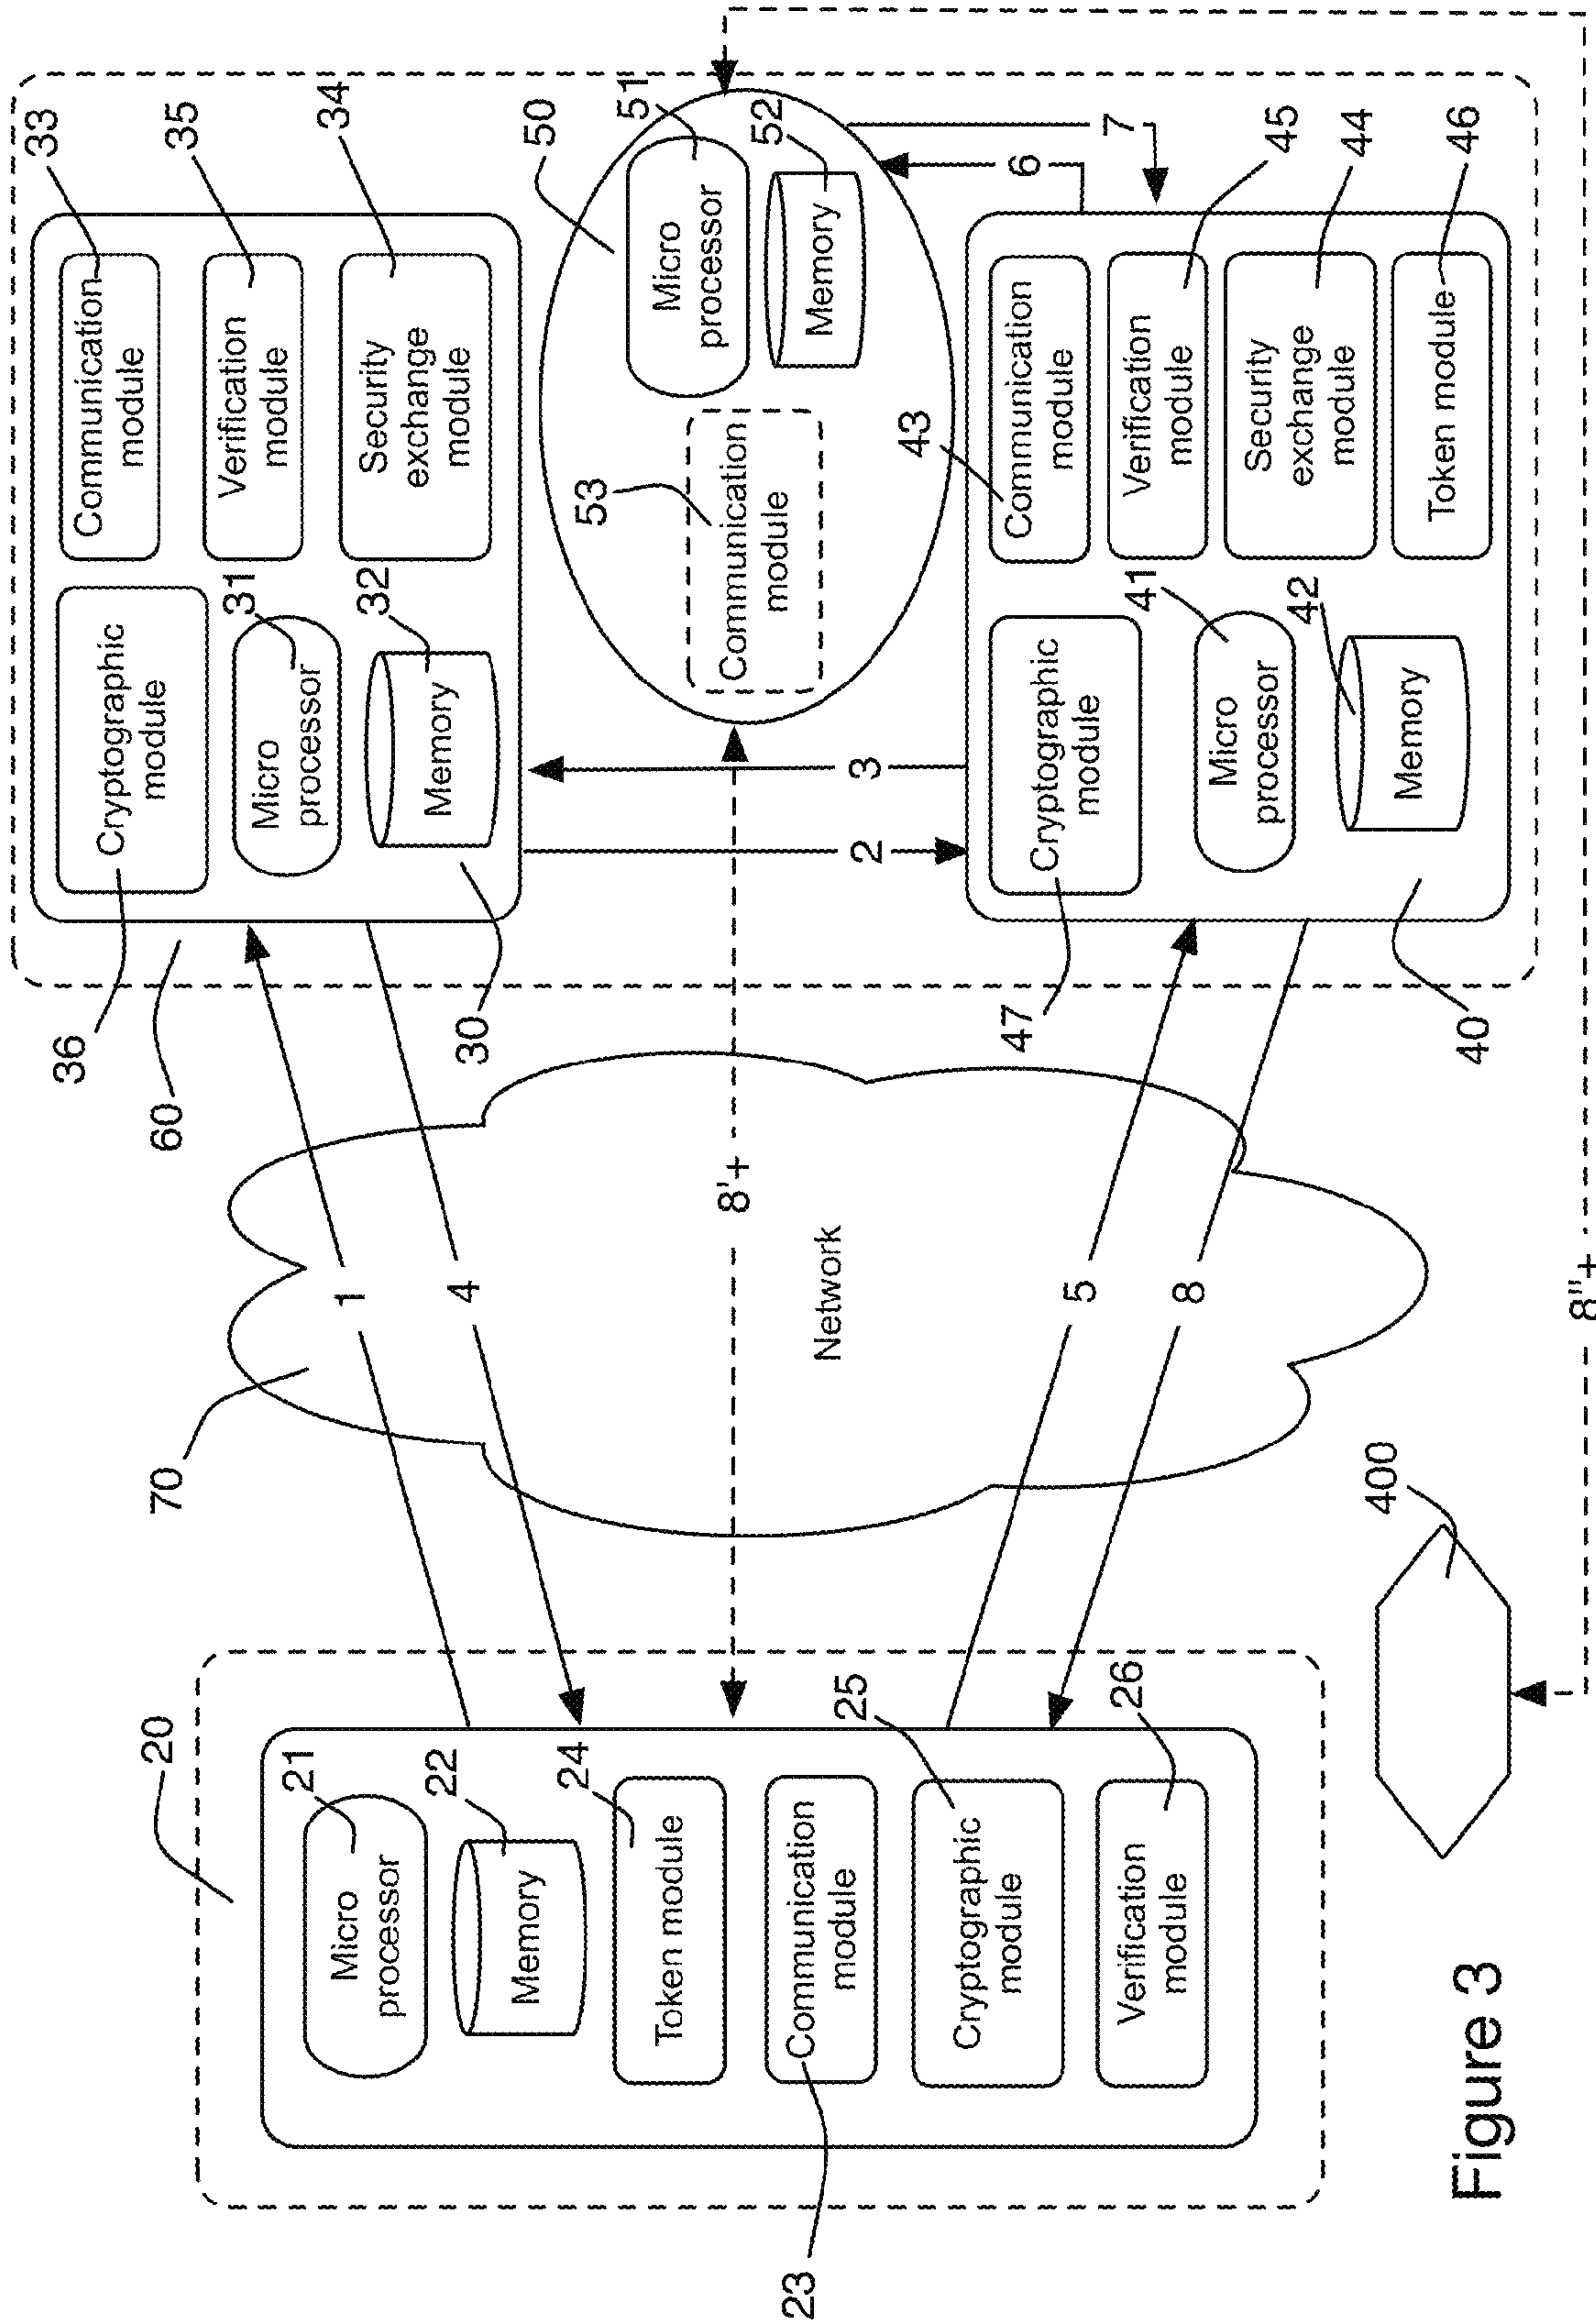 20
21
Micro
processor
22
Memory
24
Token module
Communication
module
23
25
Cryptographic
module
26
Verification
module
70
Network
1
4
8'+
5
8
60
36
Cryptographic
module
Communication
module
33
31
Micro
processor
Verification
module
35
32
Memory
Security
exchange
module
34
30
2
3
50
Micro
processor
51
Memory
52
53
Communication
module
6
7
47
Cryptographic
module
43
Communication
module
41
Micro
processor
Verification
module
45
42
Memory
Security
exchange
module
44
Token module
46
40
400
8"+
Figure 3